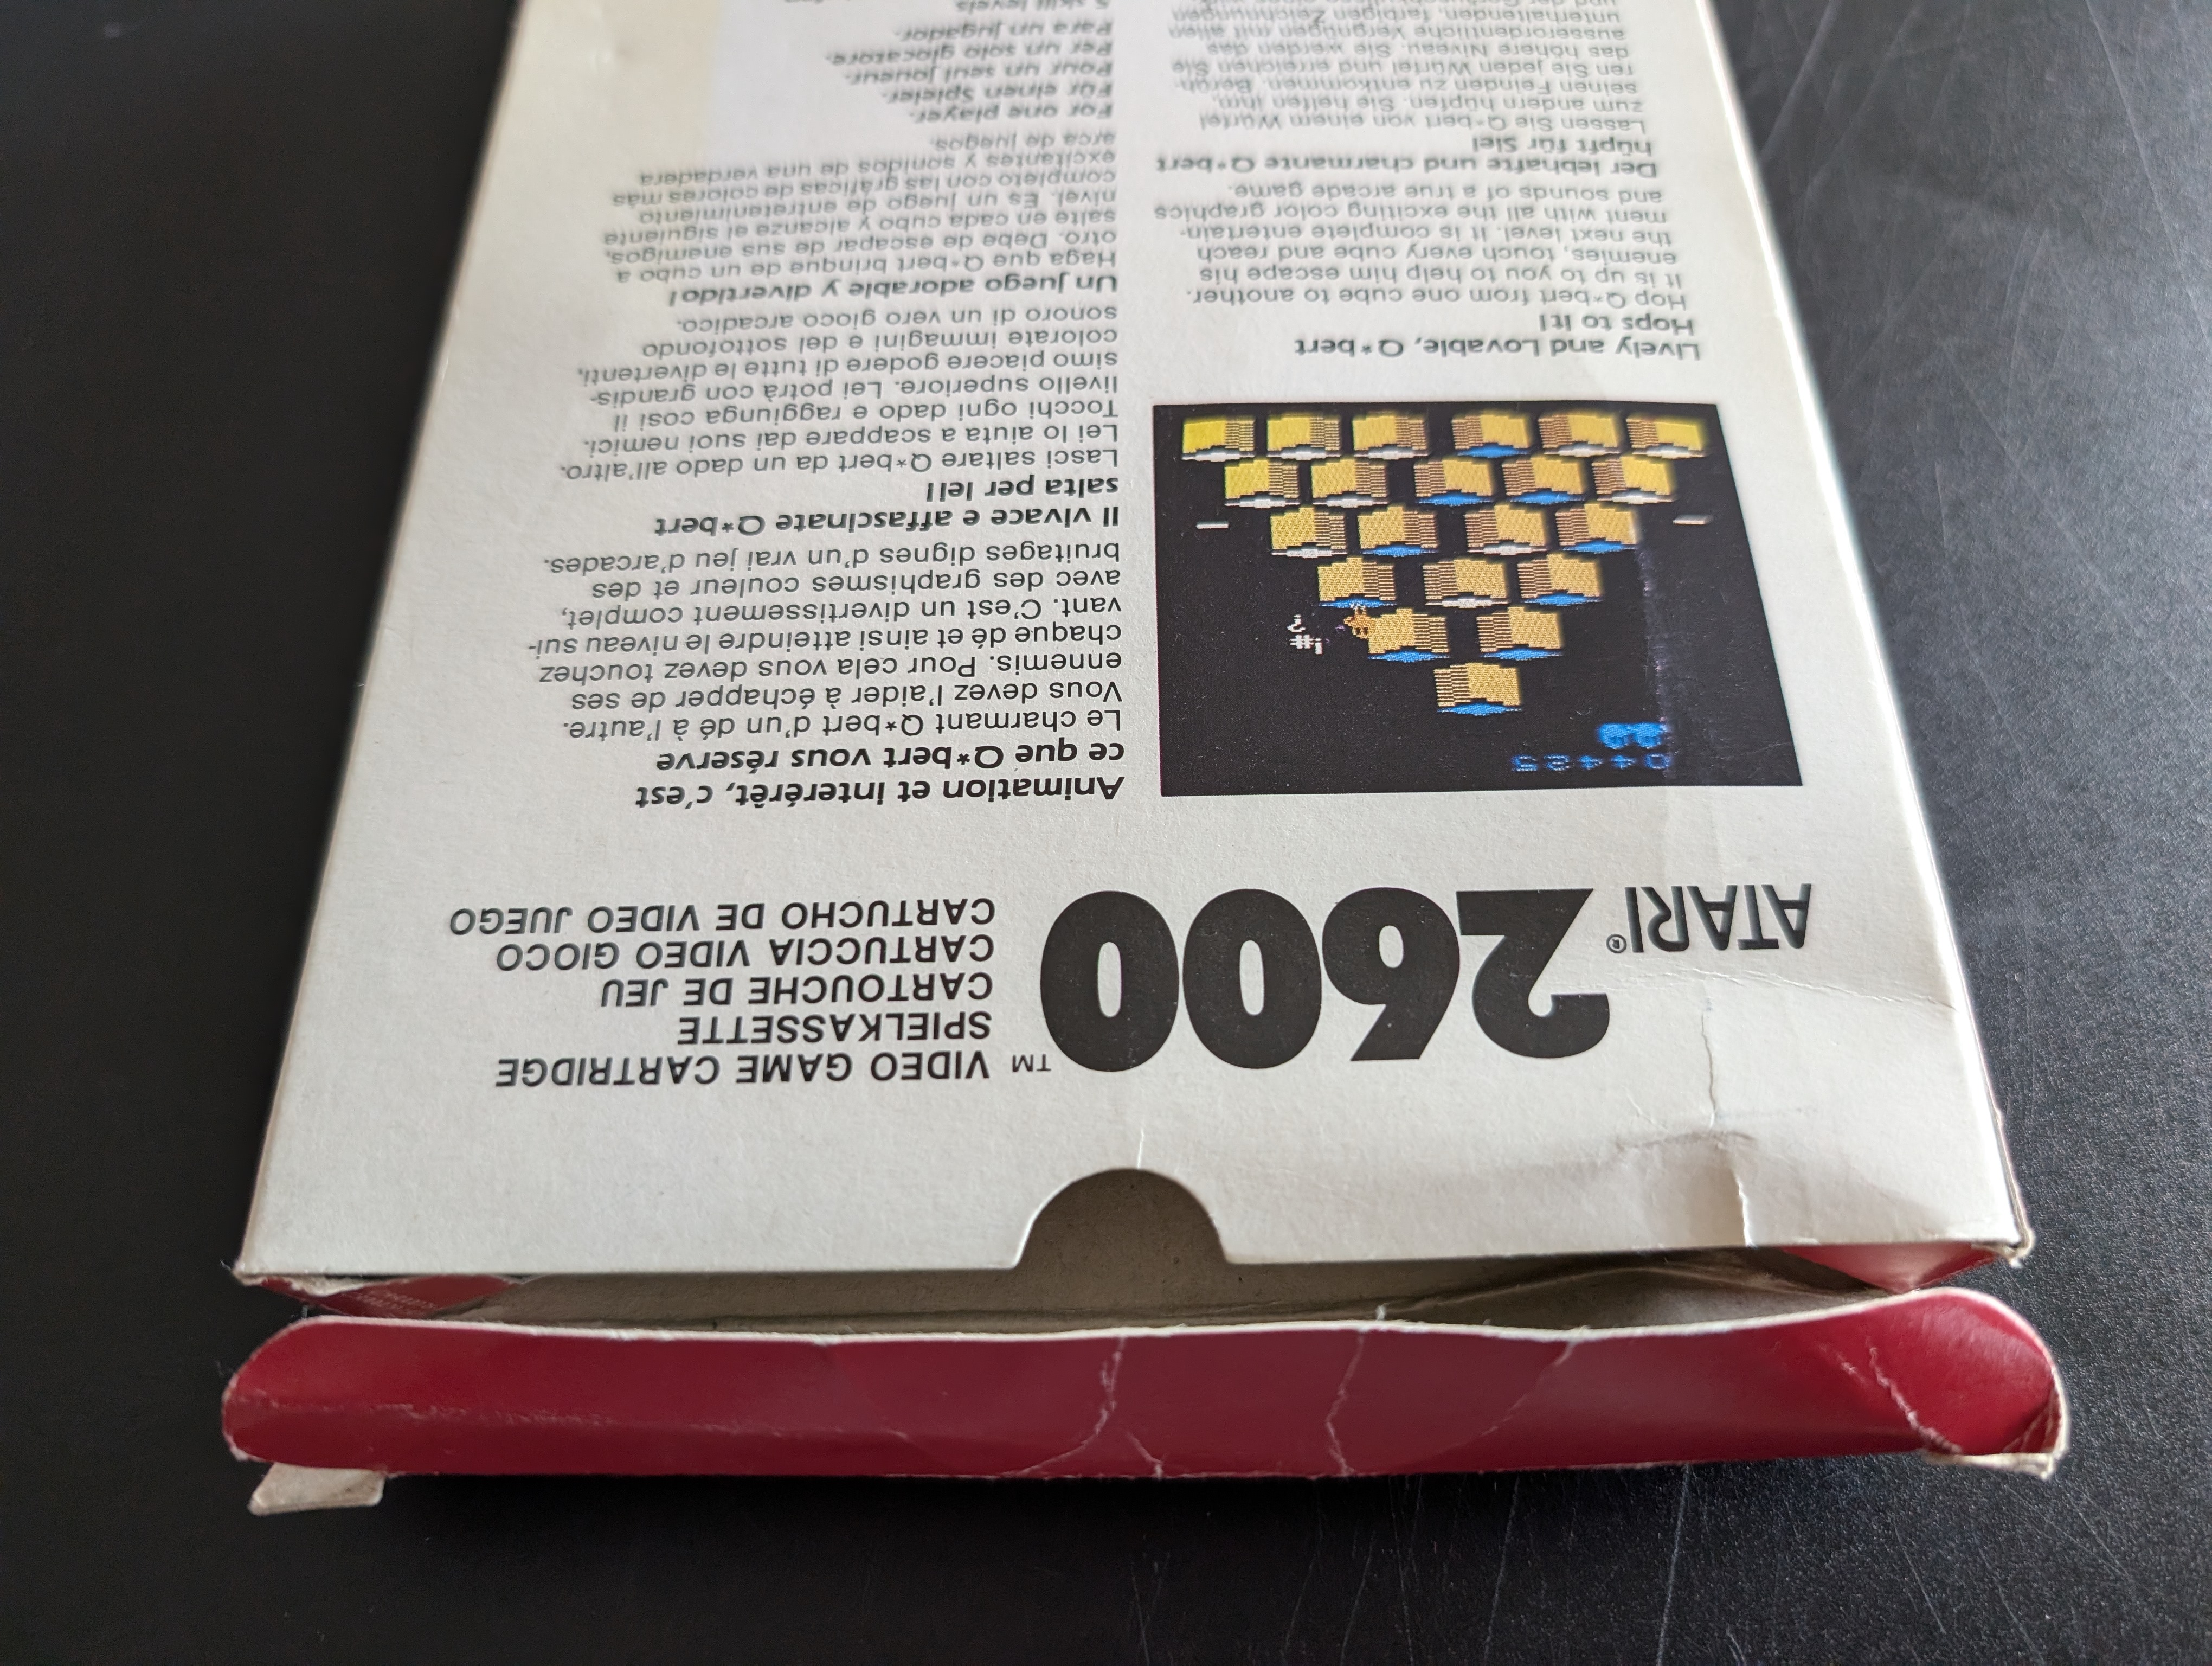 ATARI® 2600™
VIDEO GAME CARTRIDGE
SPIELKASSETTE
CARTOUCHE DE JEU
CARTUCCIA VIDEO GIOCO
CARTUCHO DE VIDEO JUEGO
!#
?
Lively and Lovable, Q*bert
Hops to It!
Hop Q*bert from one cube to another.
It is up to you to help him escape his
enemies, touch every cube and reach
the next level. It is complete entertain-
ment with all the exciting color graphics
and sounds of a true arcade game.
Der lebhafte und charmante Q*bert
hüpft für Sie!
Lassen Sie Q*bert von einem Würfel
zum andern hüpfen. Sie helfen ihm,
seinen Feinden zu entkommen. Berüh-
ren Sie jeden Würfel und erreichen Sie
das höhere Niveau. Sie werden das
ausserordentliche Vergnügen mit allen
unterhaltenden, farbigen Zeichnungen
und der
Animation et interérêt, c'est
ce que Q*bert vous réserve
Le charmant Q*bert d'un dé à l'autre.
Vous devez l'aider à échapper de ses
ennemis. Pour cela vous devez touchez
chaque dé et ainsi atteindre le niveau sui-
vant. C'est un divertissement complet,
avec des graphismes couleur et des
bruitages dignes d'un vrai jeu d'arcades.
Il vivace e affascinate Q*bert
salta per lei!
Lasci saltare Q*bert da un dado all'altro.
Lei lo aiuta a scappare dai suoi nemici.
Tocchi ogni dado e raggiunga così il
livello superiore. Lei potrà con grandis-
simo piacere godere di tutte le divertenti,
colorate immagini e del sottofondo
sonoro di un vero gioco arcadico.
Un juego adorable y divertido!
Haga que Q*bert brinque de un cubo a
otro. Debe de escapar de sus enemigos,
salte en cada cubo y alcanze el siguiente
nivel. Es un juego de entretenimiento
completo con las gráficas de colores más
excitantes y sonidos de una verdadera
arca de juegos.
For one player.
Für einen Spieler.
Pour un seul joueur.
Per un solo giocatore.
Para un jugador.
5 skill levels